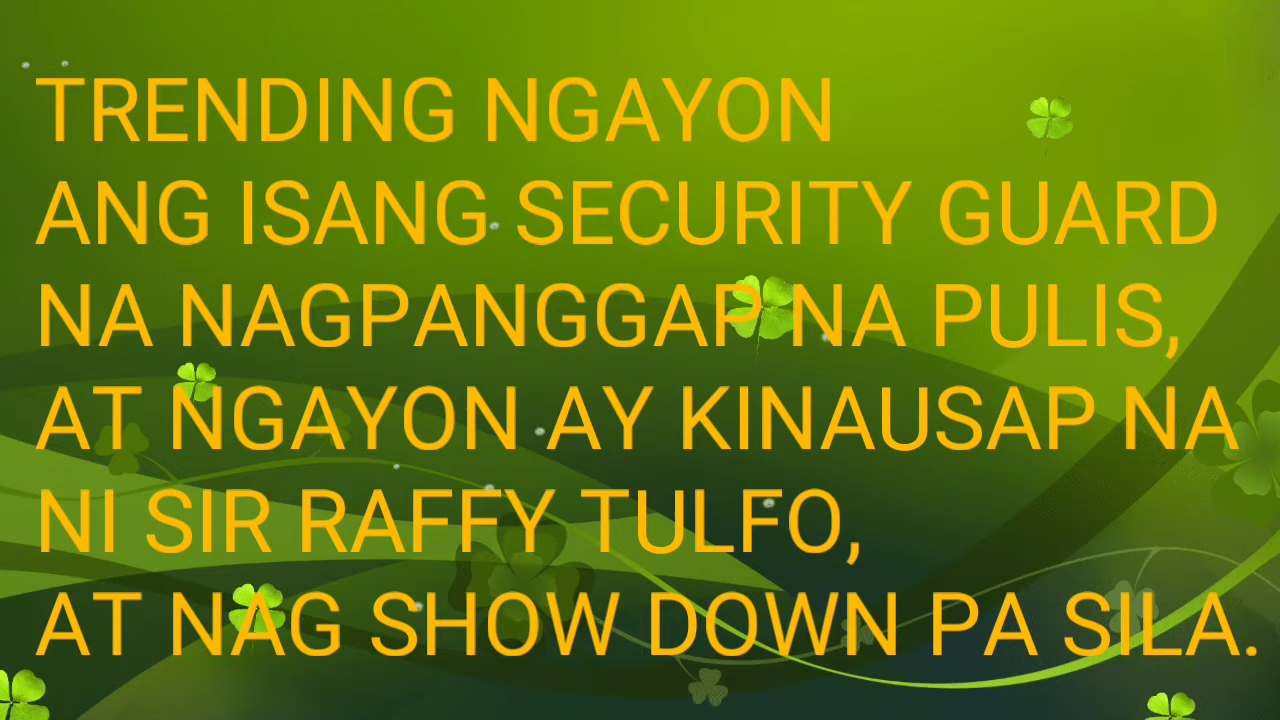 TRENDING NGAYON
ANG ISANG SECURITY GUARD
NA NAGPANGGAP NA PULIS,
AT NGAYON AY KINAUSAP NA
NI SIR RAFFY TULFO,
AT NAG SHOW DOWN PA SILA.